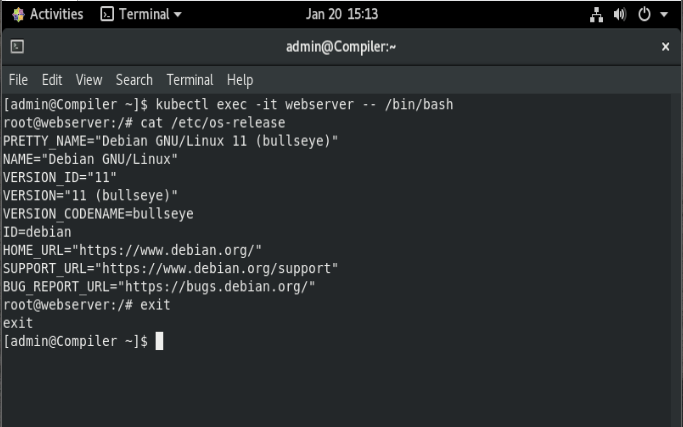 Activities Terminal Jan 20 15:13
admin@Compiler:~ ×
File Edit View Search Terminal Help
[admin@Compiler ~]$ kubectl exec -it webserver -- /bin/bash
root@webserver:/# cat /etc/os-release
PRETTY_NAME="Debian GNU/Linux 11 (bullseye)"
NAME="Debian GNU/Linux"
VERSION_ID="11"
VERSION="11 (bullseye)"
VERSION_CODENAME=bullseye
ID=debian
HOME_URL="https://www.debian.org/"
SUPPORT_URL="https://www.debian.org/support"
BUG_REPORT_URL="https://bugs.debian.org/"
root@webserver:/# exit
exit
[admin@Compiler ~]$